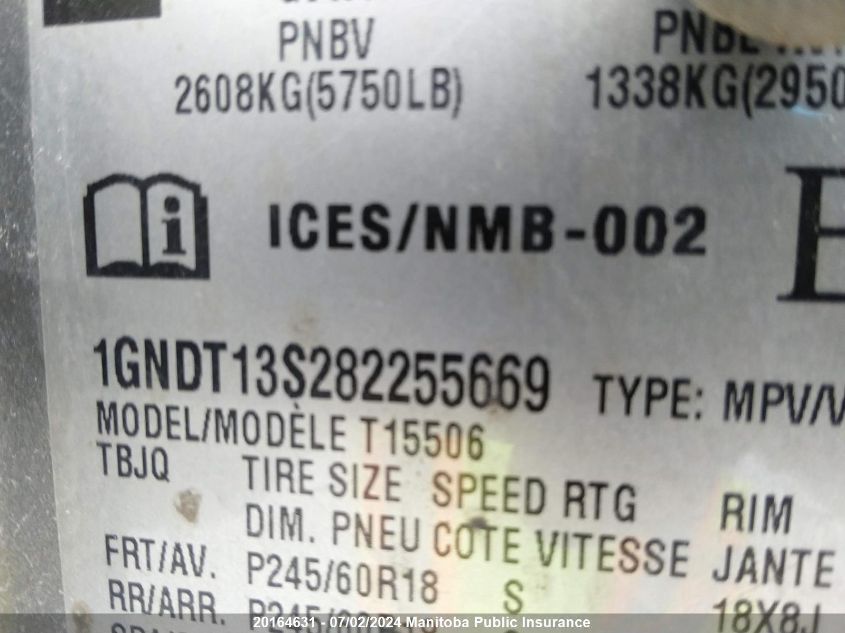 PNBV
2608KG(5750LB) 1338KG(2950
i ICES/NMB-002
1GNDT13S282255669 TYPE: MPV/V
MODEL/MODÈLE T15506
TBJQ TIRE SIZE SPEED RTG RIM
DIM. PNEU COTE VITESSE JANTE
FRT/AV. P245/60R18 S
RR/ARR. 18X8J
20164631 - 07/02/2024 Manitoba Public Insurance